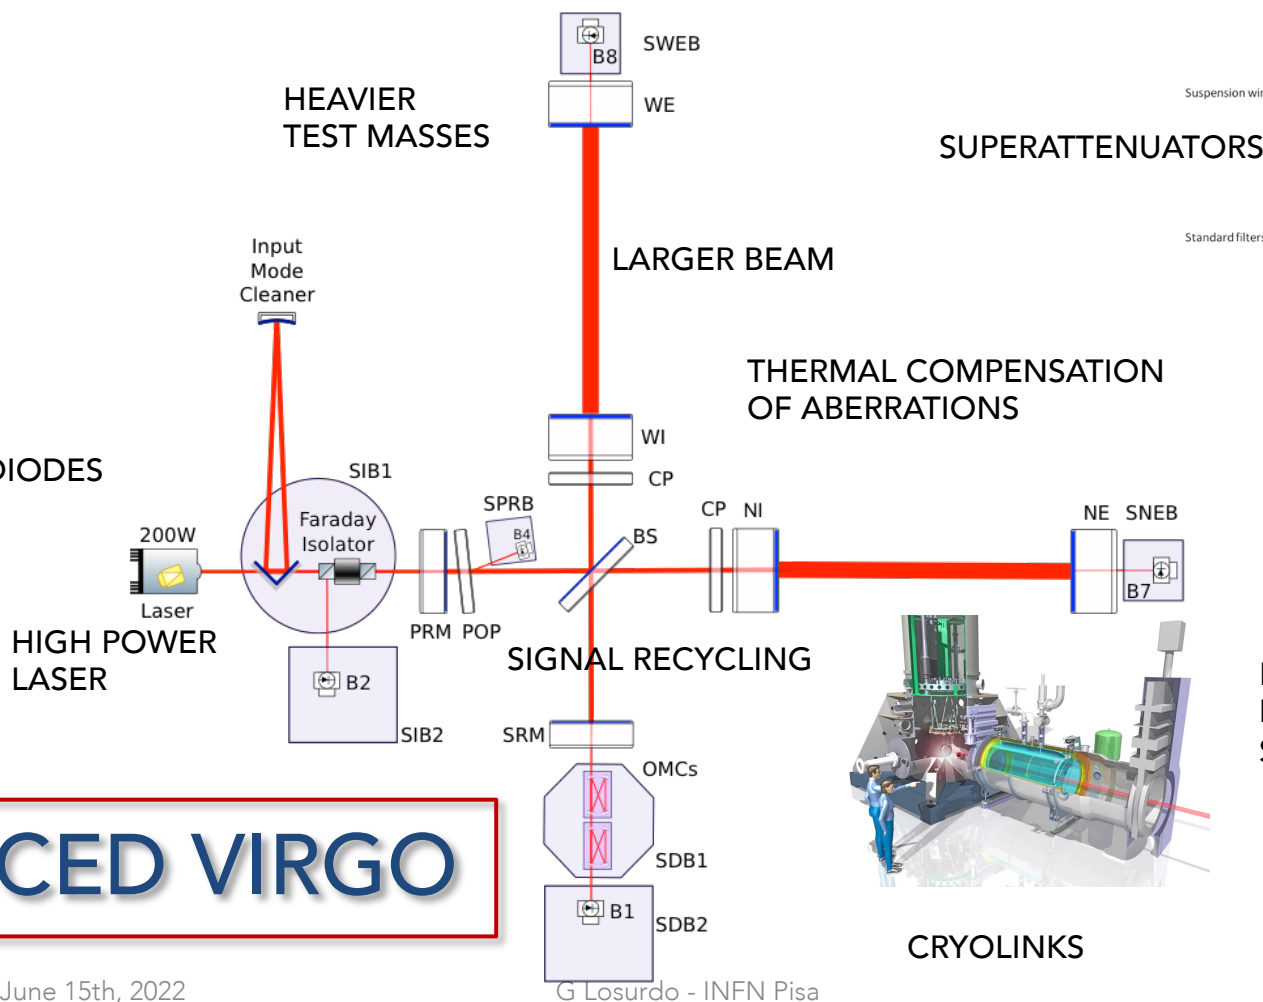 SWEB
B8
HEAVIER
TEST MASSES
WE
SUPERATTENUATORS
Input
Mode
Cleaner
LARGER BEAM
THERMAL COMPENSATION
OF ABERRATIONS
WI
CP
SIB1
SPRB
B4
CP NI
NE SNEB
200W
Faraday
Isolator
BS
B7
Laser
PRM POP
HIGH POWER
LASER
SIGNAL RECYCLING
B2
SIB2
SRM
OMCs
SDB1
CED VIRGO
B1
SDB2
CRYOLINKS
June 15th, 2022
G Losurdo - INFN Pisa
Suspension
Standard filters